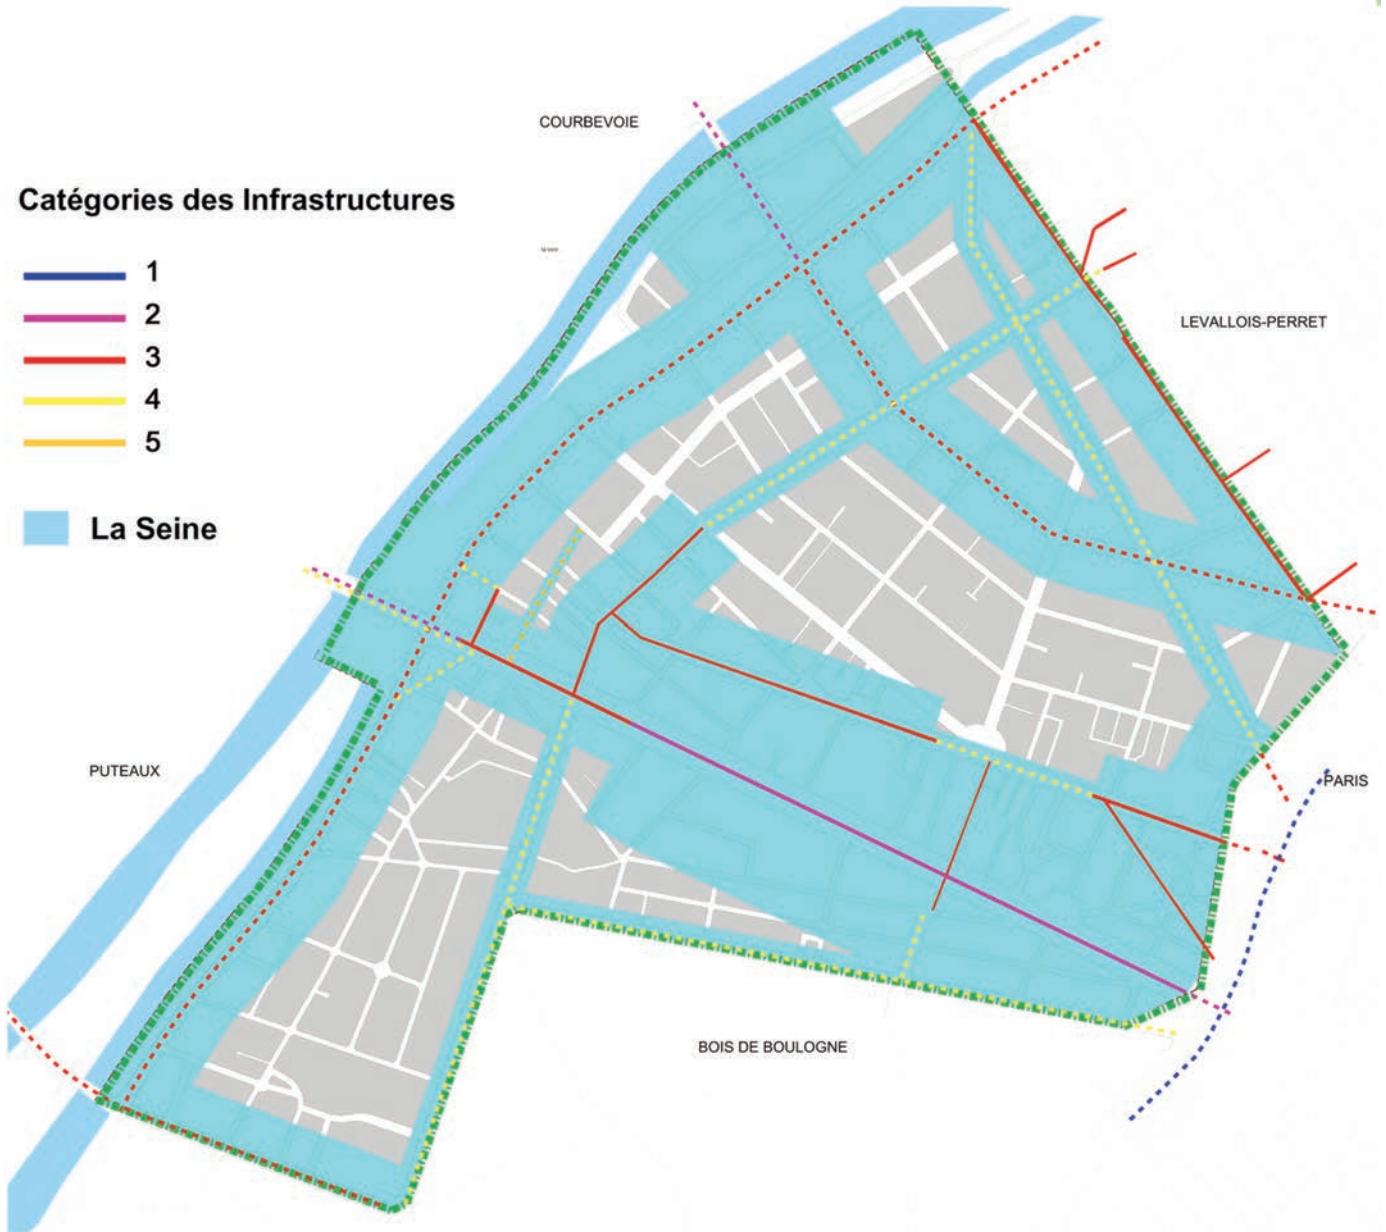 COURBEVOIE
Catégories des Infrastructures
1
2
3
4
5
La Seine
LEVALLOIS-PERRET
PUTEAUX
PARIS
BOIS DE BOULOGNE